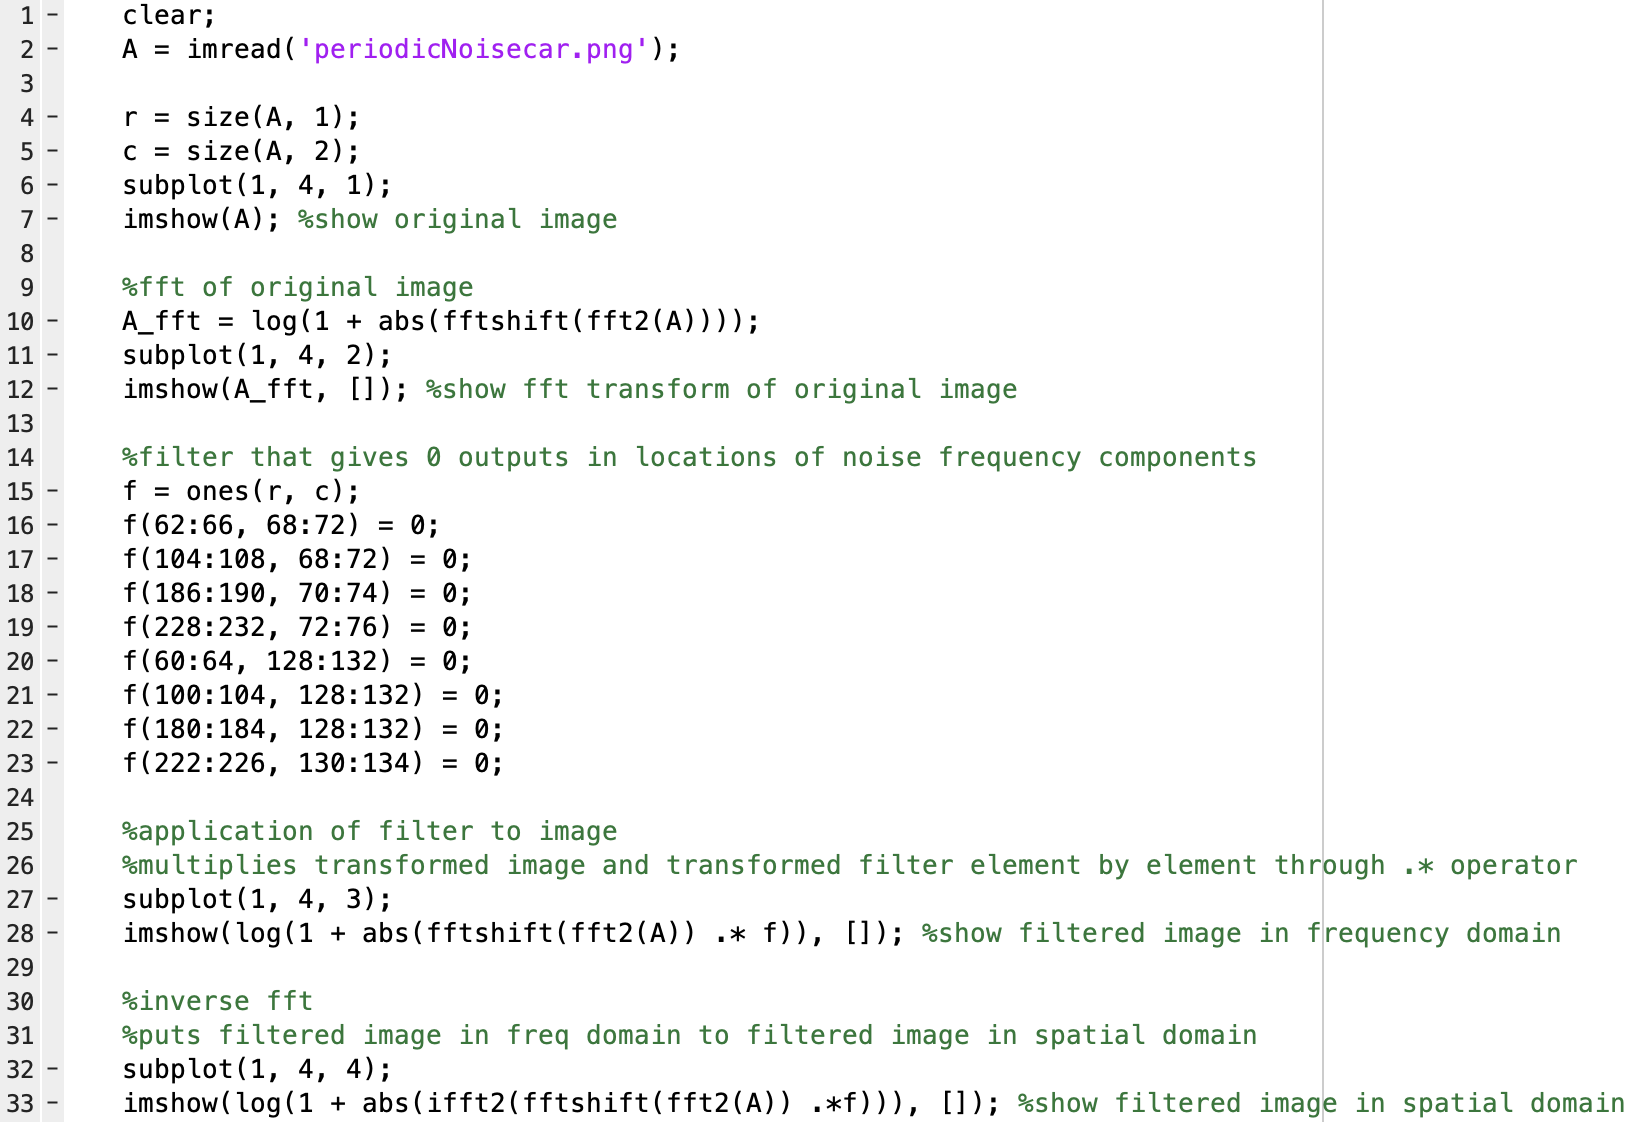 1 - clear;
2 - A = imread('periodicNoisecar.png');
3
4 - r = size(A, 1);
5 - c = size(A, 2);
6 - subplot(1, 4, 1);
7 - imshow(A); %show original image
8
9 %fft of original image
10 - A_fft = log(1 + abs(fftshift(fft2(A))));
11 - subplot(1, 4, 2);
12 - imshow(A_fft, []); %show fft transform of original image
13
14 %filter that gives 0 outputs in locations of noise frequency components
15 - f = ones(r, c);
16 - f(62:66, 68:72) = 0;
17 - f(104:108, 68:72) = 0;
18 - f(186:190, 70:74) = 0;
19 - f(228:232, 72:76) = 0;
20 - f(60:64, 128:132) = 0;
21 - f(100:104, 128:132) = 0;
22 - f(180:184, 128:132) = 0;
23 - f(222:226, 130:134) = 0;
24
25 %application of filter to image
26 %multiplies transformed image and transformed filter element by element through .* operator
27 - subplot(1, 4, 3);
28 - imshow(log(1 + abs(fftshift(fft2(A)) .* f)), []); %show filtered image in frequency domain
29
30 %inverse fft
31 %puts filtered image in freq domain to filtered image in spatial domain
32 - subplot(1, 4, 4);
33 - imshow(log(1 + abs(ifft2(fftshift(fft2(A)) .*f))), []); %show filtered image in spatial domain